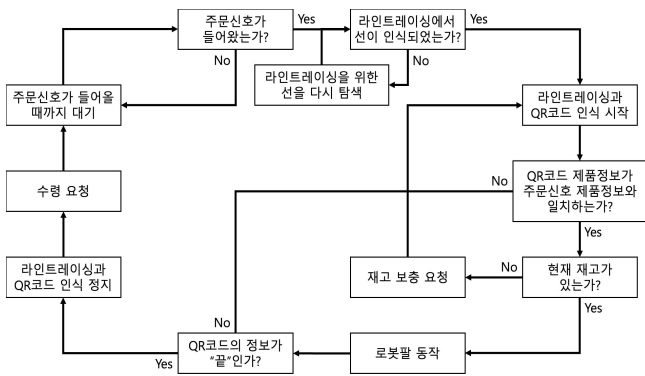 주문신호가
들어왔는가?
Yes
라인트레이싱에서
선이 인식되었는가?
Yes
No
No
라인트레이싱을 위한
선을 다시 탐색
주문신호가 들어올
때까지 대기
라인트레이싱과
QR코드 인식 시작
수령 요청
No
QR코드 제품정보가
주문신호 제품정보와
일치하는가?
Yes
라인트레이싱과
QR코드 인식 정지
재고 보충 요청
No
현재 재고가
있는가?
Yes
No
QR코드의 정보가
"끝"인가?
Yes
로봇팔 동작